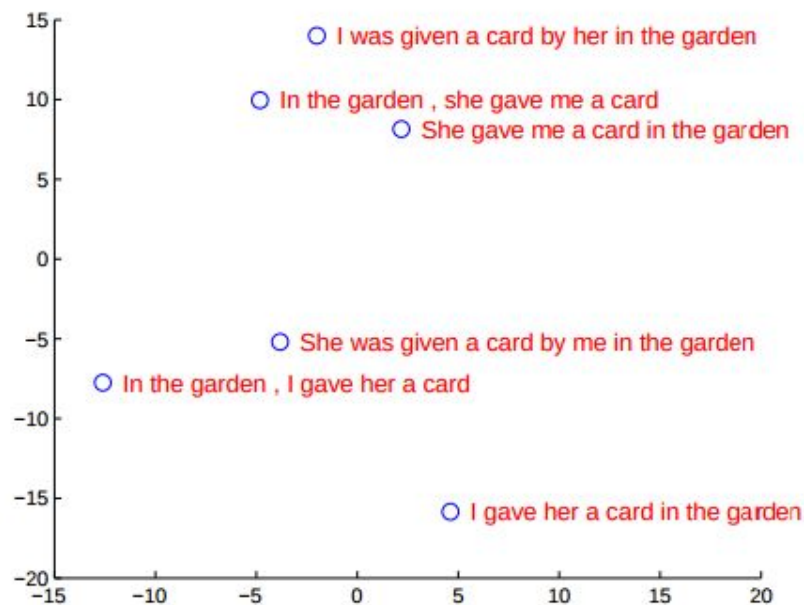 15
I was given a card by her in the garden
10
In the garden , she gave me a card
She gave me a card in the garden
5
0
−5
She was given a card by me in the garden
In the garden , I gave her a card
−10
−15
I gave her a card in the garden
−20
−15 −10 −5 0 5 10 15 20